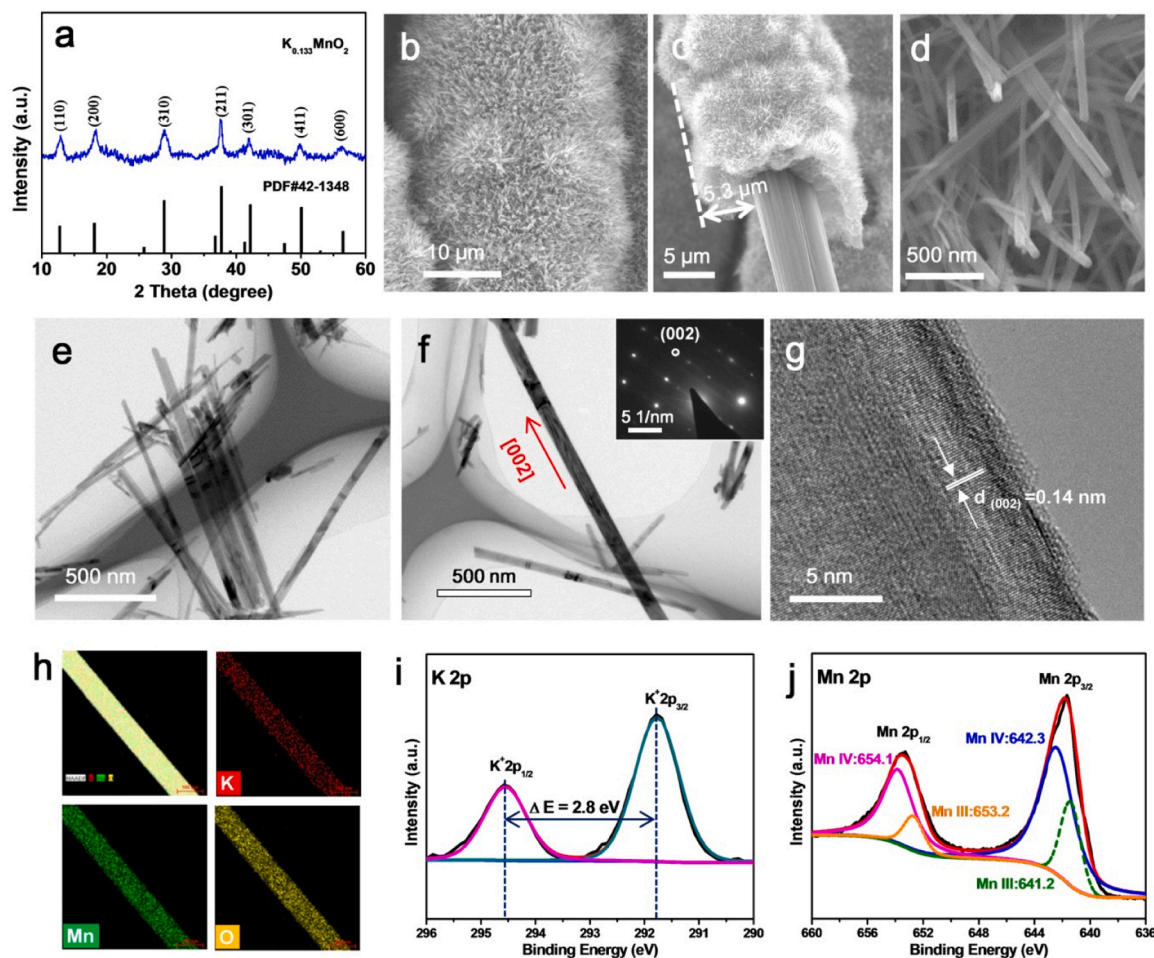 a
K0.133MnO2
Intensity (a.u.)
(110)
(200)
(310)
(211)
(301)
(411)
(600)
PDF#42-1348
10 20 30 40 50 60
2 Theta (degree)
b
10 μm
c
5.3 μm
5 μm
d
500 nm
e
500 nm
f
[002]
500 nm
(002)
5 1/nm
g
d (002) =0.14 nm
5 nm
h
K
Mn
O
i
K 2p
K+2p3/2
K+2p1/2
Δ E = 2.8 eV
Intensity (a.u.)
296 295 294 293 292 291 290
Binding Energy (eV)
j
Mn 2p
Mn 2p3/2
Mn 2p1/2
Mn IV:642.3
Mn IV:654.1
Mn III:653.2
Mn III:641.2
Intensity (a.u.)
660 656 652 648 644 640 636
Binding Energy (eV)